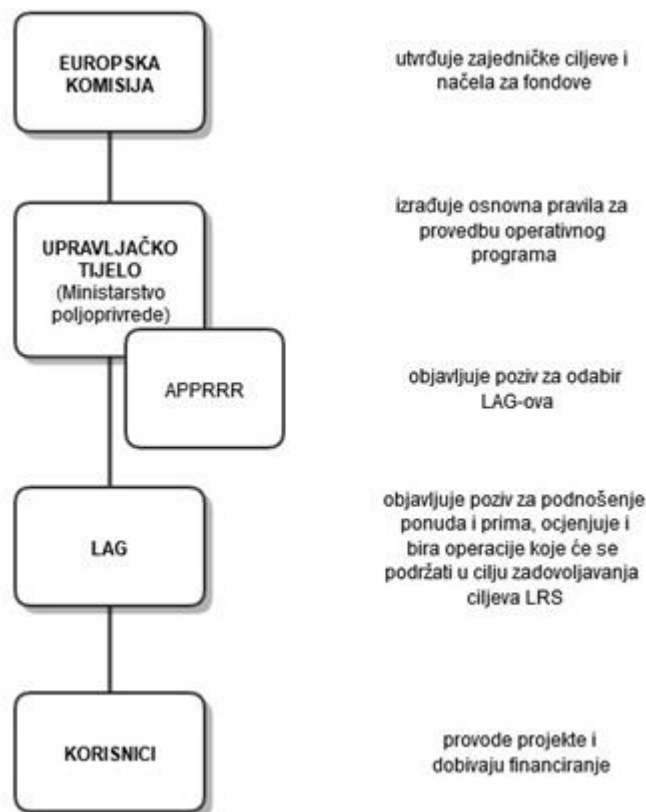 EUROPSKA
KOMISIJA
utvrđuje zajedničke ciljeve i
načela za fondove
UPRAVLJAČKO
TIJELO
(Ministarstvo
poljoprivrede)
izrađuje osnovna pravila za
provedbu operativnog
programa
APPRRR
objavljuje poziv za odabir
LAG-ova
LAG
objavljuje poziv za podnošenje
ponuda i prima, ocjenjuje i
bira operacije koje će se
podržati u cilju zadovoljavanja
ciljeva LRS
KORISNICI
provode projekte i
dobivaju financiranje